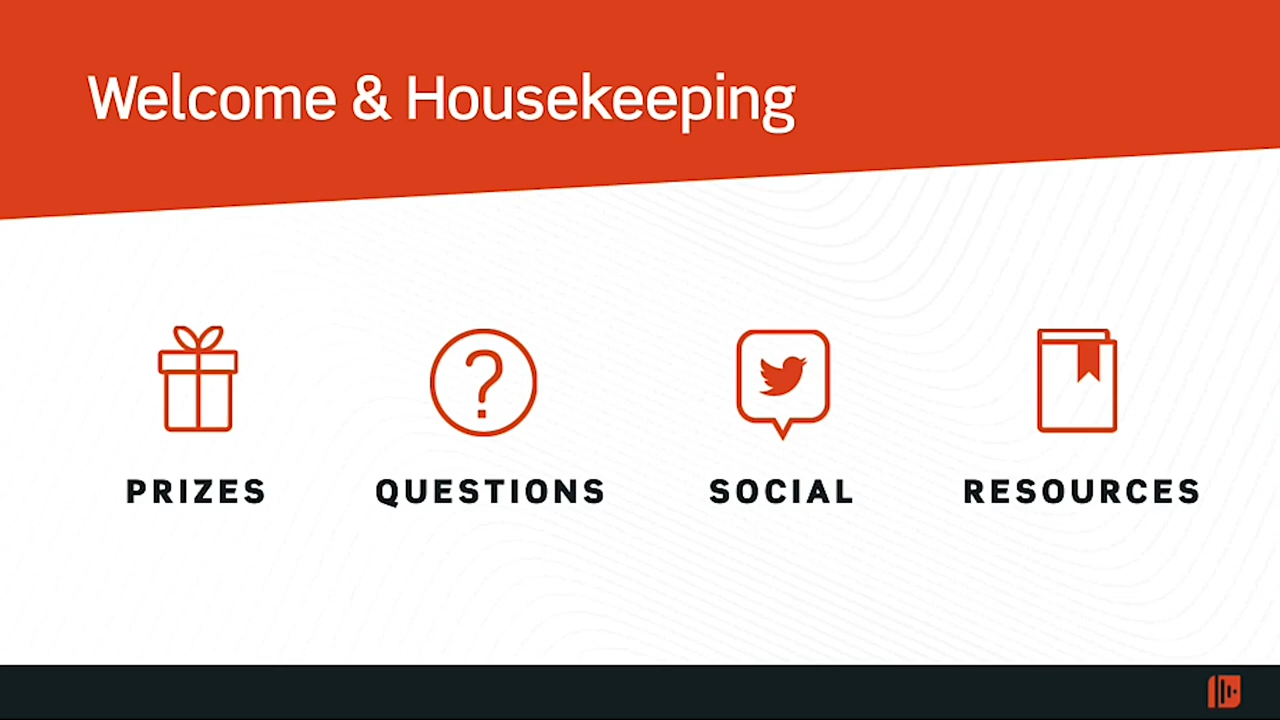 Welcome & Housekeeping
PRIZES
QUESTIONS
SOCIAL
RESOURCES